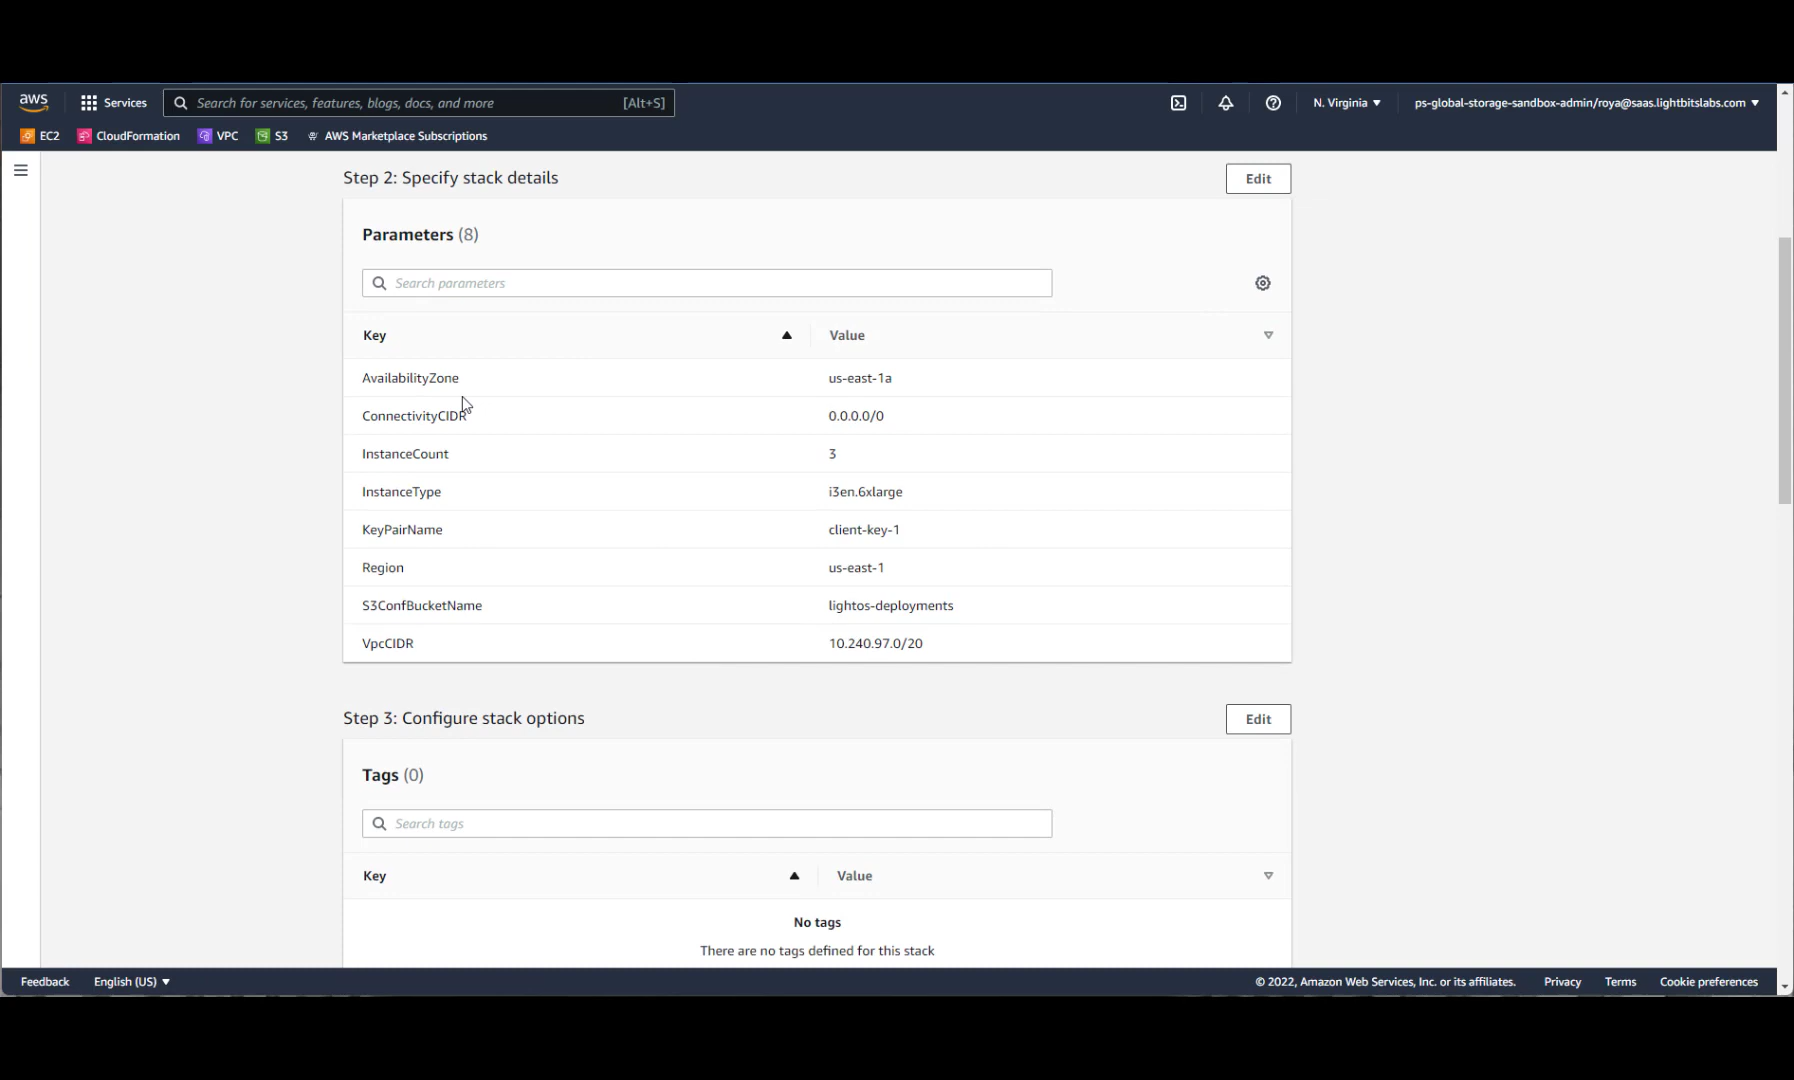 aws Services Search for services, features, blogs, docs, and more [Alt+S] N. Virginia ps-global-storage-sandbox-admin/roya@saas.lightbitslabs.com
EC2 CloudFormation VPC S3 AWS Marketplace Subscriptions
Step 2: Specify stack details Edit
Parameters (8)
Search parameters
Key Value
AvailabilityZone us-east-1a
ConnectivityCIDR 0.0.0.0/0
InstanceCount 3
InstanceType i3en.6xlarge
KeyPairName client-key-1
Region us-east-1
S3ConfBucketName lightos-deployments
VpcCIDR 10.240.97.0/20
Step 3: Configure stack options Edit
Tags (0)
Search tags
Key Value
No tags
There are no tags defined for this stack
Feedback English (US) © 2022, Amazon Web Services, Inc. or its affiliates. Privacy Terms Cookie preferences